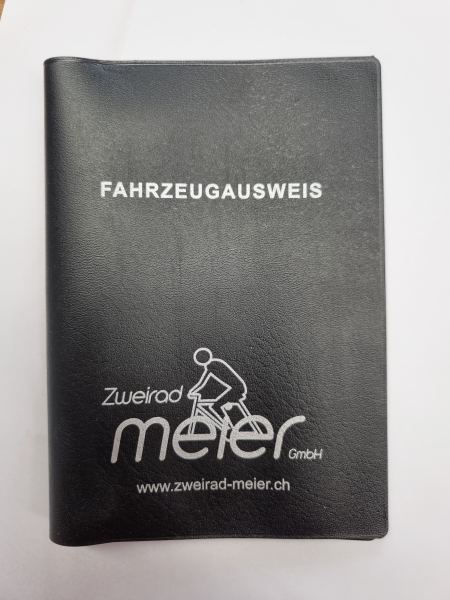 FAHRZEUGAUSWEIS
Zweirad
meier GmbH
www.zweirad-meier.ch